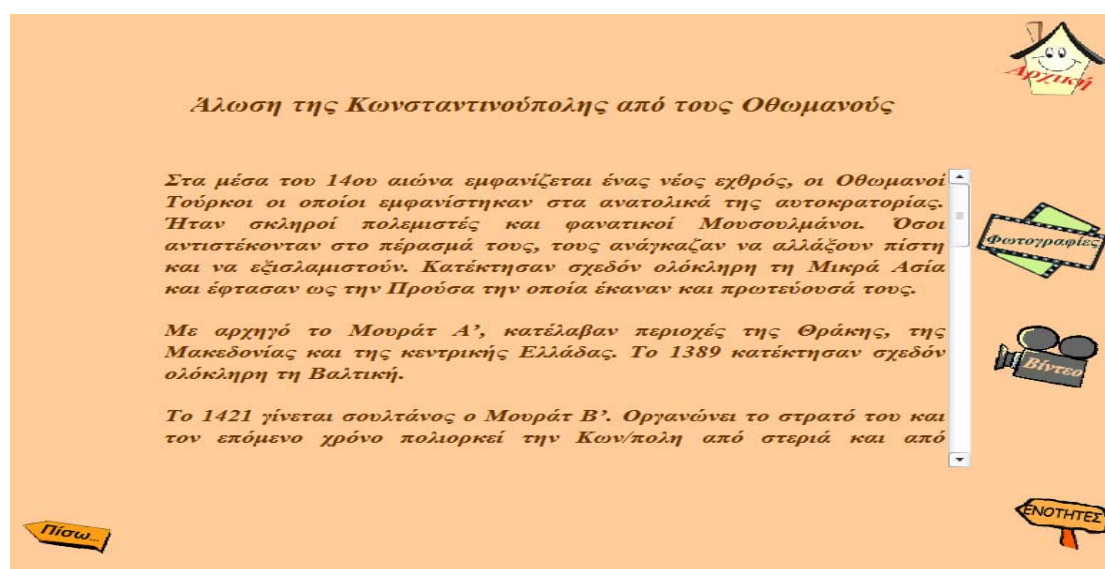 Αρχική
Άλωση της Κωνσταντινούπολης από τους Οθωμανούς
Στα μέσα του 14ου αιώνα εμφανίζεται ένας νέος εχθρός, οι Οθωμανοί
Τούρκοι οι οποίοι εμφανίστηκαν στα ανατολικά της αυτοκρατορίας.
Ήταν σκληροί πολεμιστές και φανατικοί Μουσουλμάνοι. Όσοι
αντιστέκονταν στο πέρασμά τους, τους ανάγκαζαν να αλλάξουν πίστη
και να εξισλαμιστούν. Κατέκτησαν σχεδόν ολόκληρη τη Μικρά Ασία
και έφτασαν ως την Προύσα την οποία έκαναν και πρωτεύουσά τους.
Με αρχηγό το Μουράτ Α’, κατέλαβαν περιοχές της Θράκης, της
Μακεδονίας και της κεντρικής Ελλάδας. Το 1389 κατέκτησαν σχεδόν
ολόκληρη τη Βαλτική.
Το 1421 γίνεται σουλτάνος ο Μουράτ Β’. Οργανώνει το στρατό του και
τον επόμενο χρόνο πολιορκεί την Κων/πολη από στεριά και από
Φωτογραφίες
Βίντεο
ΕΝΟΤΗΤΕΣ
Πίσω...